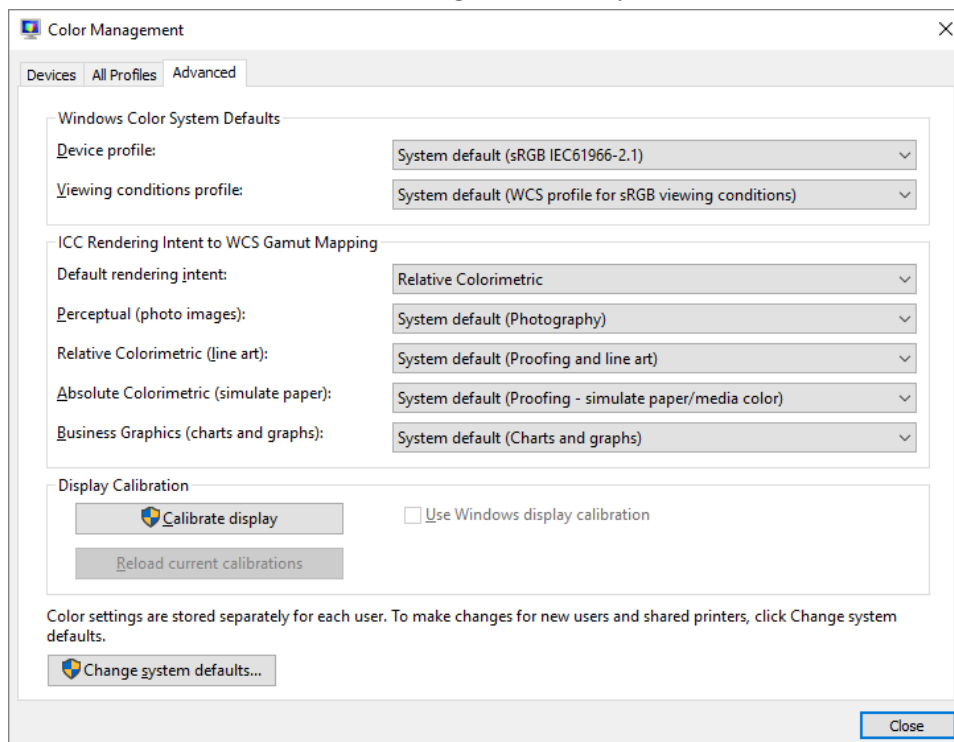 Color Management
Devices All Profiles Advanced
Windows Color System Defaults
Device profile: System default (sRGB IEC61966-2.1)
Viewing conditions profile: System default (WCS profile for sRGB viewing conditions)
ICC Rendering Intent to WCS Gamut Mapping
Default rendering intent: Relative Colorimetric
Perceptual (photo images): System default (Photography)
Relative Colorimetric (line art): System default (Proofing and line art)
Absolute Colorimetric (simulate paper): System default (Proofing - simulate paper/media color)
Business Graphics (charts and graphs): System default (Charts and graphs)
Display Calibration
Calibrate display Use Windows display calibration
Reload current calibrations
Color settings are stored separately for each user. To make changes for new users and shared printers, click Change system
defaults.
Change system defaults...
Close